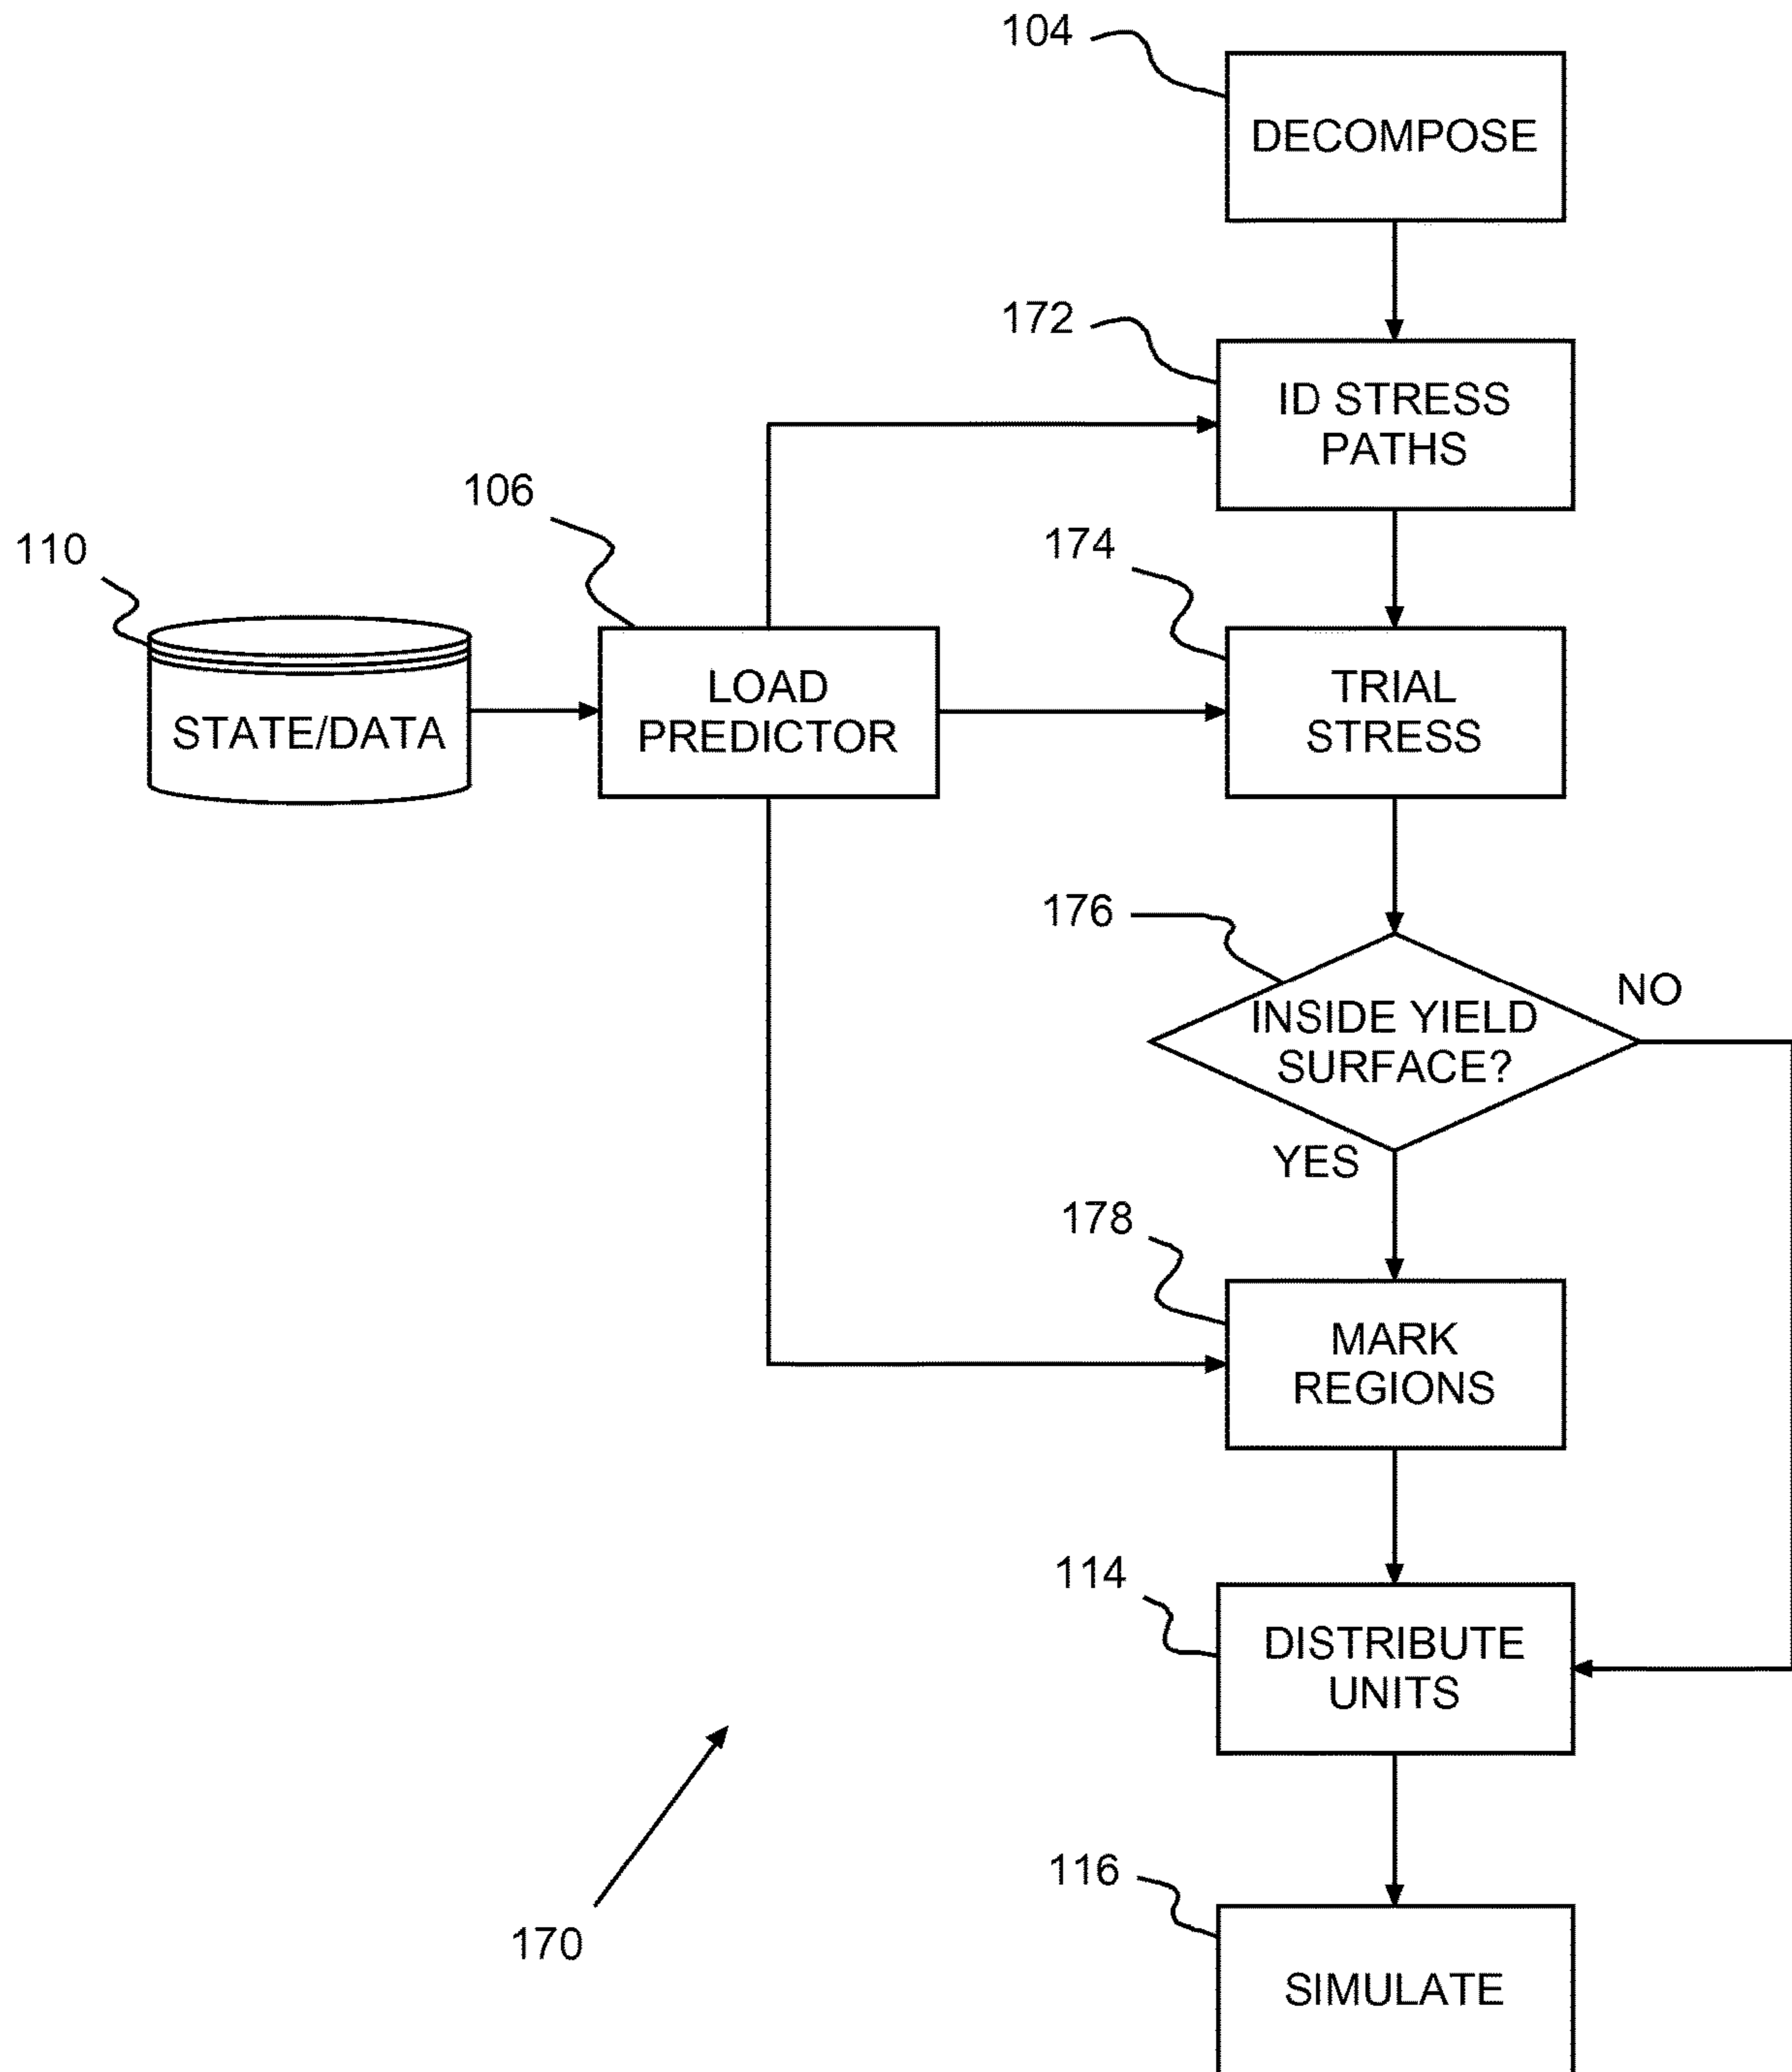 104
DECOMPOSE
172
ID STRESS
PATHS
106
110
174
STATE/DATA
LOAD
PREDICTOR
TRIAL
STRESS
176
INSIDE YIELD
SURFACE?
NO
YES
178
MARK
REGIONS
114
DISTRIBUTE
UNITS
116
170
SIMULATE